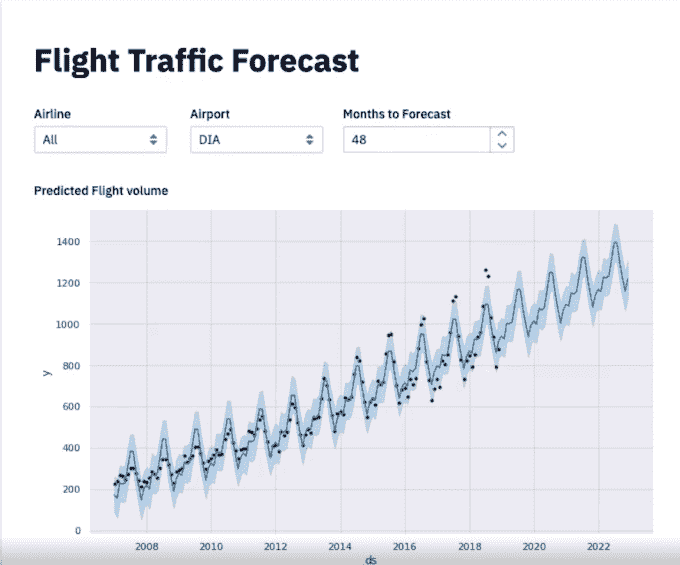 Flight Traffic Forecast
Airline Airport Months to Forecast
All DIA 48
Predicted Flight volume
1400
1200
1000
800
y
600
400
200
0
2008 2010 2012 2014 2016 2018 2020 2022
ds